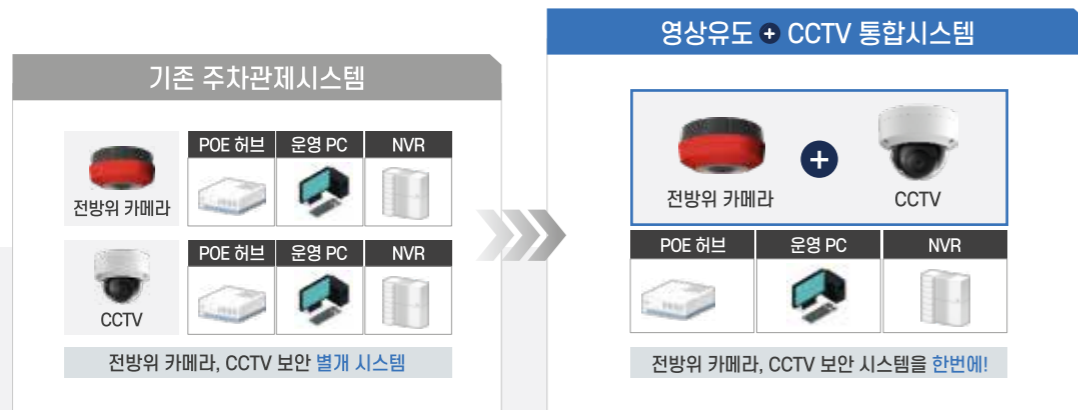 기존 주차관제시스템
전방위 카메라
POE 허브 운영 PC NVR
CCTV
POE 허브 운영 PC NVR
전방위 카메라, CCTV 보안 별개 시스템
영상유도 + CCTV 통합시스템
전방위 카메라 + CCTV
POE 허브 운영 PC NVR
전방위 카메라, CCTV 보안 시스템을 한번에!